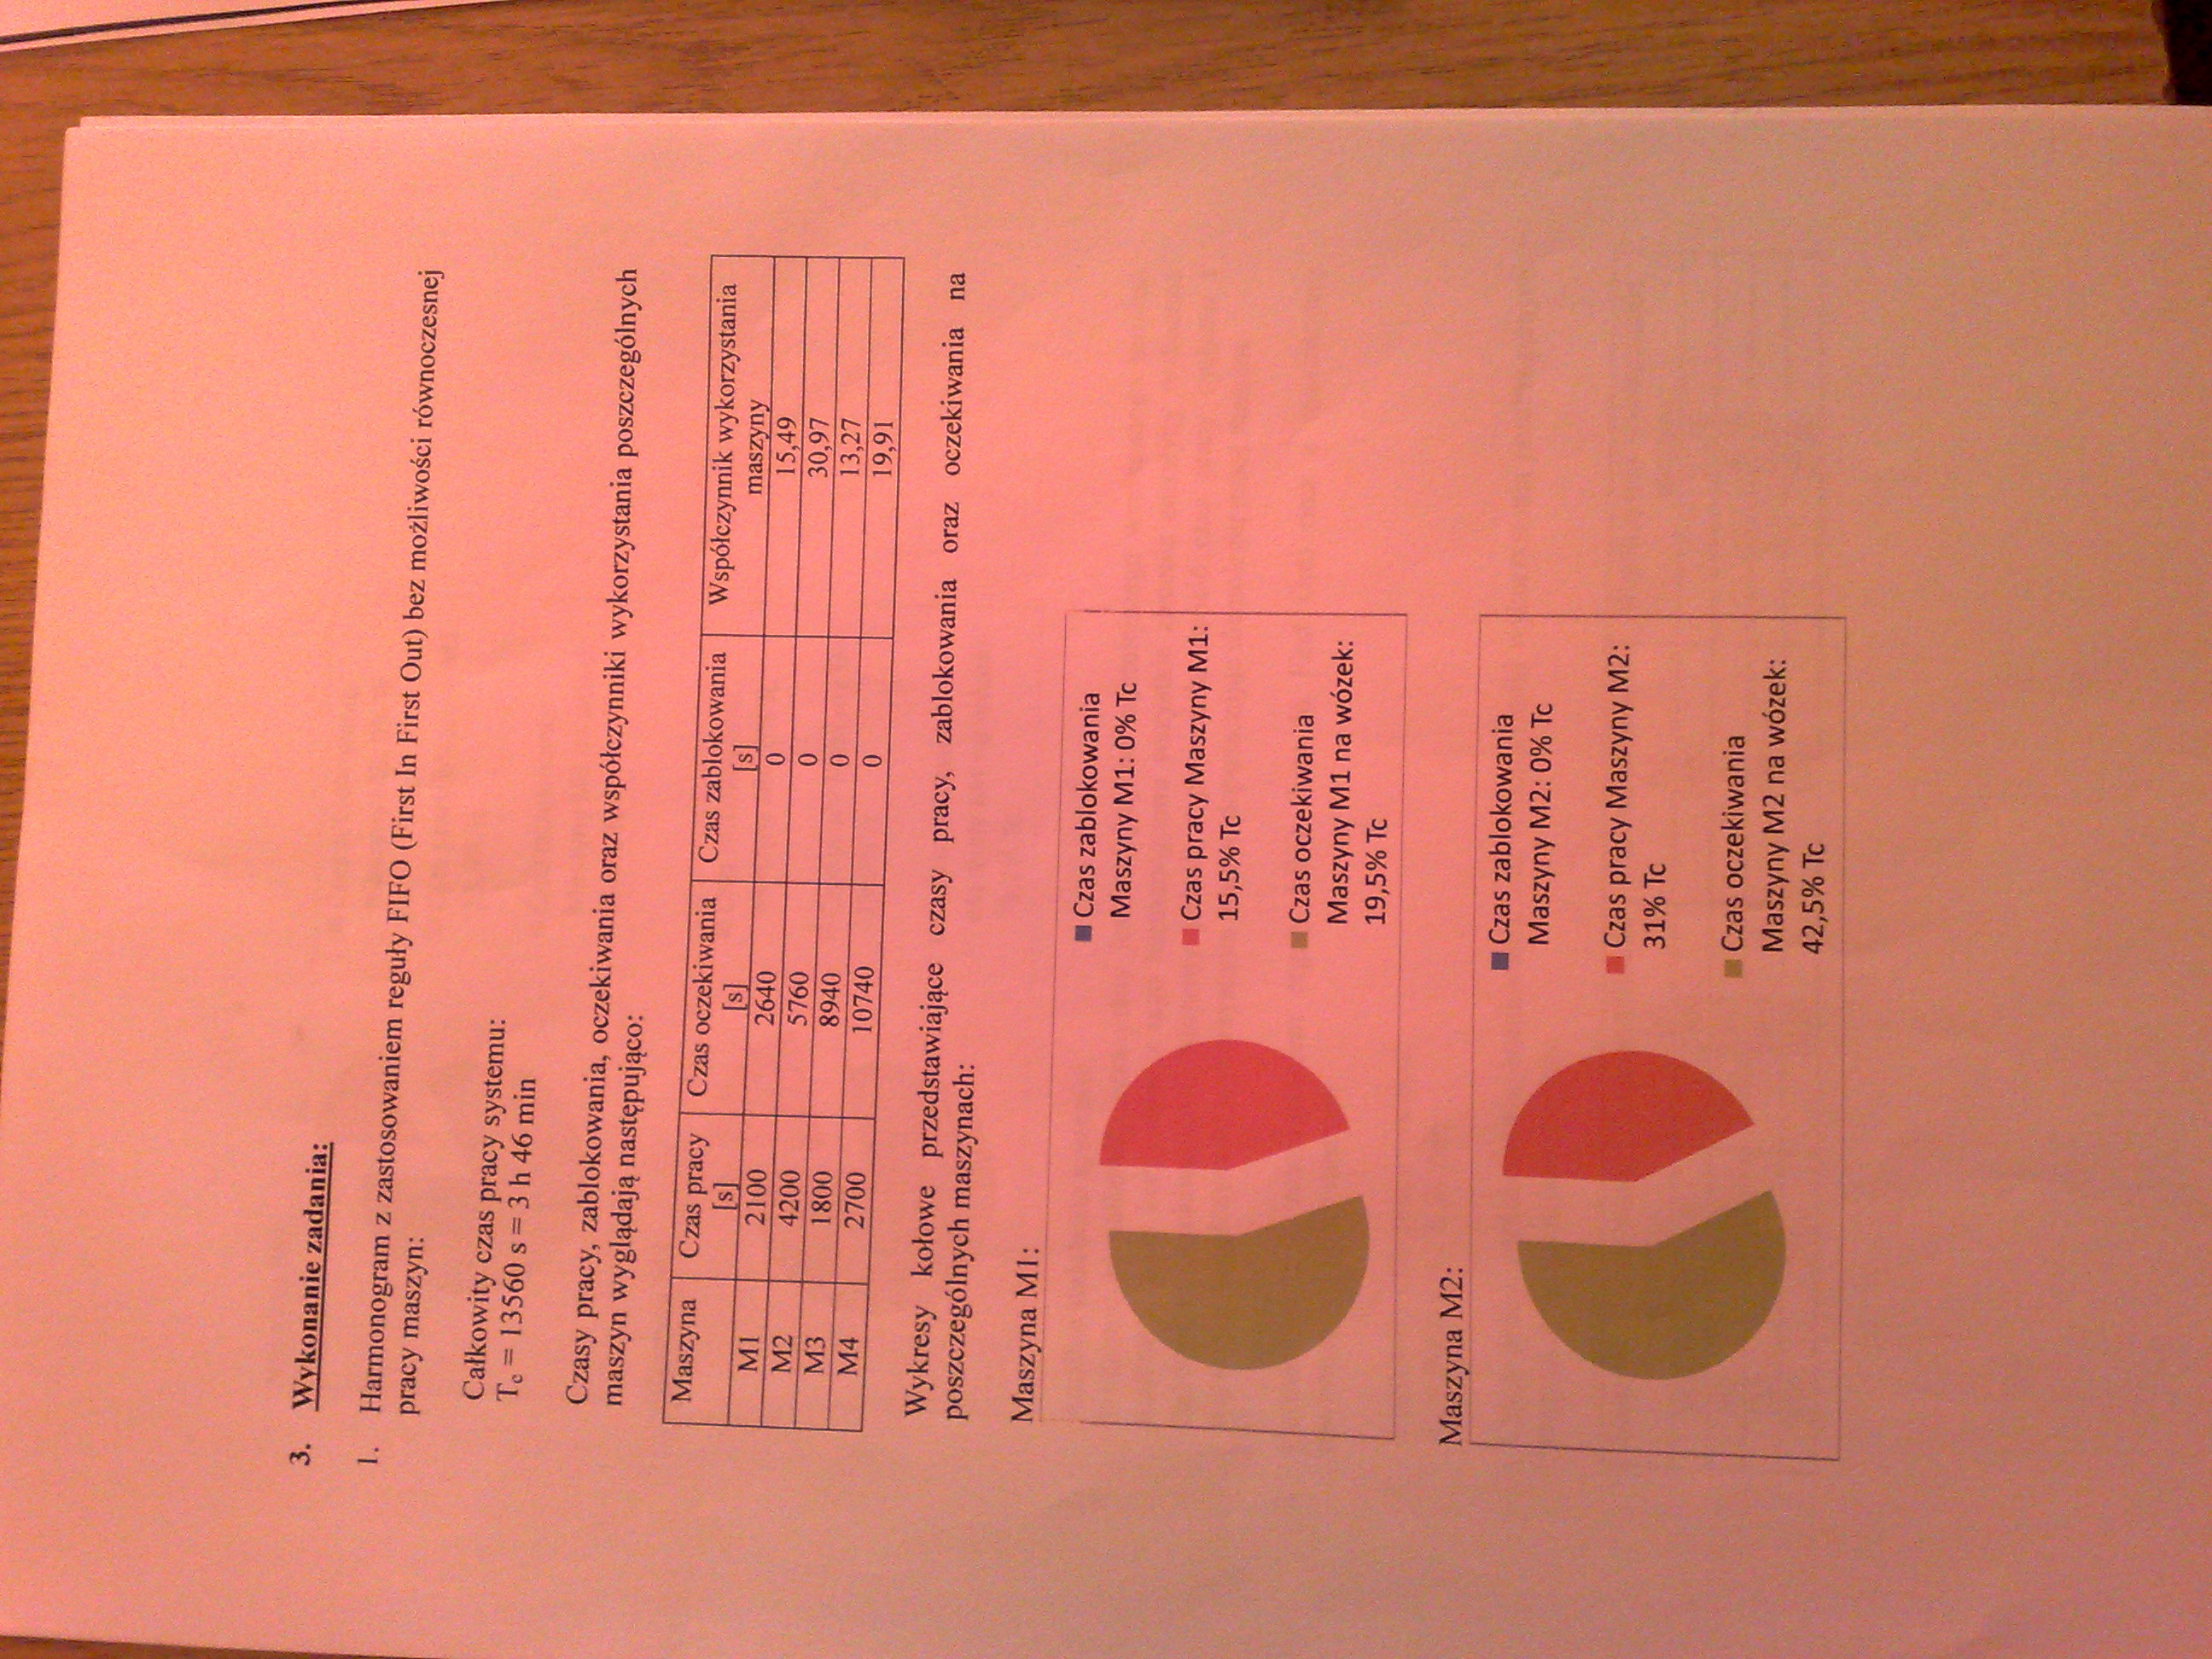 3. Wykonanie zadania:
1. Harmonogram z zastosowaniem reguły FIFO (First In First Out) bez możliwości równoczesnej
pracy maszyn:
Całkowity czas pracy systemu:
Tc = 13560 s = 3 h 46 min
Czasy pracy, zablokowania, oczekiwania oraz współczynniki wykorzystania poszczególnych
maszyn wyglądają następująco:
Maszyna Czas pracy [s] Czas oczekiwania [s] Czas zablokowania [s] Współczynnik wykorzystania maszyny
M1 2100 2640 0 15,49
M2 4200 5760 0 30,97
M3 1800 8940 0 13,27
M4 2700 10740 0 19,91
Wykresy kołowe przedstawiające czasy pracy, zablokowania oraz oczekiwania na
poszczególnych maszynach:
Maszyna M1:
Czas zablokowania
Maszyny M1: 0% Tc
Czas pracy Maszyny M1:
15,5% Tc
Czas oczekiwania
Maszyny M1 na wózek:
19,5% Tc
Maszyna M2:
Czas zablokowania
Maszyny M2: 0% Tc
Czas pracy Maszyny M2:
31% Tc
Czas oczekiwania
Maszyny M2 na wózek:
42,5% Tc